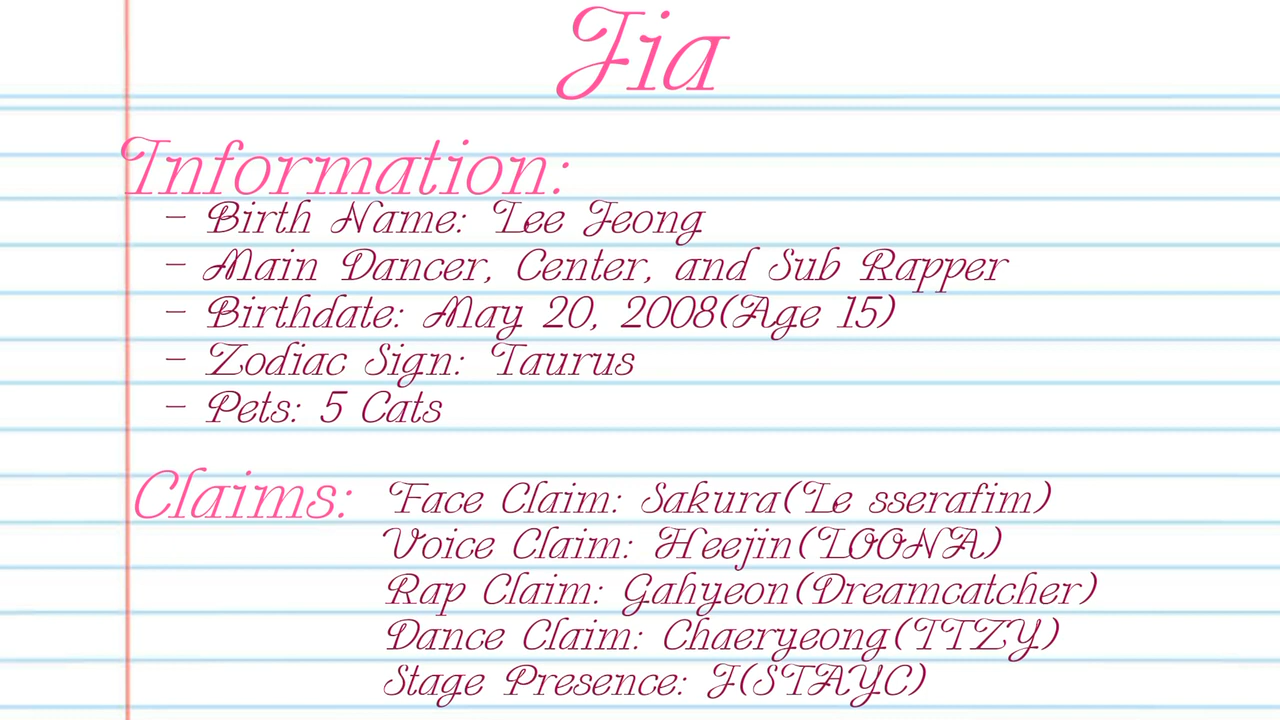 Jia
Information:
- Birth Name: Lee Jeong
- Main Dancer, Center, and Sub Rapper
- Birthdate: May 20, 2008(Age 15)
- Zodiac Sign: Taurus
- Pets: 5 Cats
Claims: Face Claim: Sakura(Le sserafim)
Voice Claim: Heejin(LOONA)
Rap Claim: Gahyeon(Dreamcatcher)
Dance Claim: Chaeryeong(ITZY)
Stage Presence: J(STAYC)